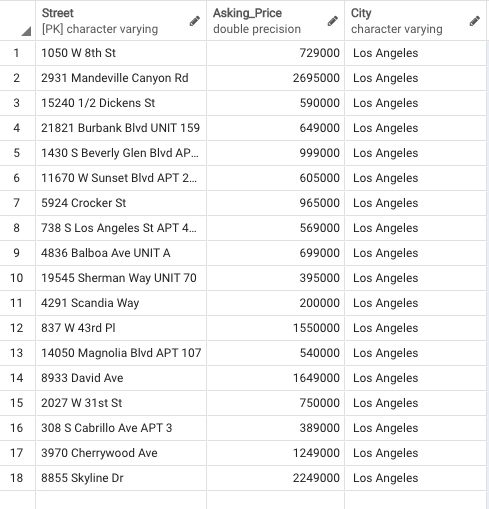 Street Asking_Price City
[PK] character varying double precision character varying
1 1050 W 8th St 729000 Los Angeles
2 2931 Mandeville Canyon Rd 2695000 Los Angeles
3 15240 1/2 Dickens St 590000 Los Angeles
4 21821 Burbank Blvd UNIT 159 649000 Los Angeles
5 1430 S Beverly Glen Blvd AP... 999000 Los Angeles
6 11670 W Sunset Blvd APT 2... 605000 Los Angeles
7 5924 Crocker St 965000 Los Angeles
8 738 S Los Angeles St APT 4... 569000 Los Angeles
9 4836 Balboa Ave UNIT A 699000 Los Angeles
10 19545 Sherman Way UNIT 70 395000 Los Angeles
11 4291 Scandia Way 200000 Los Angeles
12 837 W 43rd Pl 1550000 Los Angeles
13 14050 Magnolia Blvd APT 107 540000 Los Angeles
14 8933 David Ave 1649000 Los Angeles
15 2027 W 31st St 750000 Los Angeles
16 308 S Cabrillo Ave APT 3 389000 Los Angeles
17 3970 Cherrywood Ave 1249000 Los Angeles
18 8855 Skyline Dr 2249000 Los Angeles